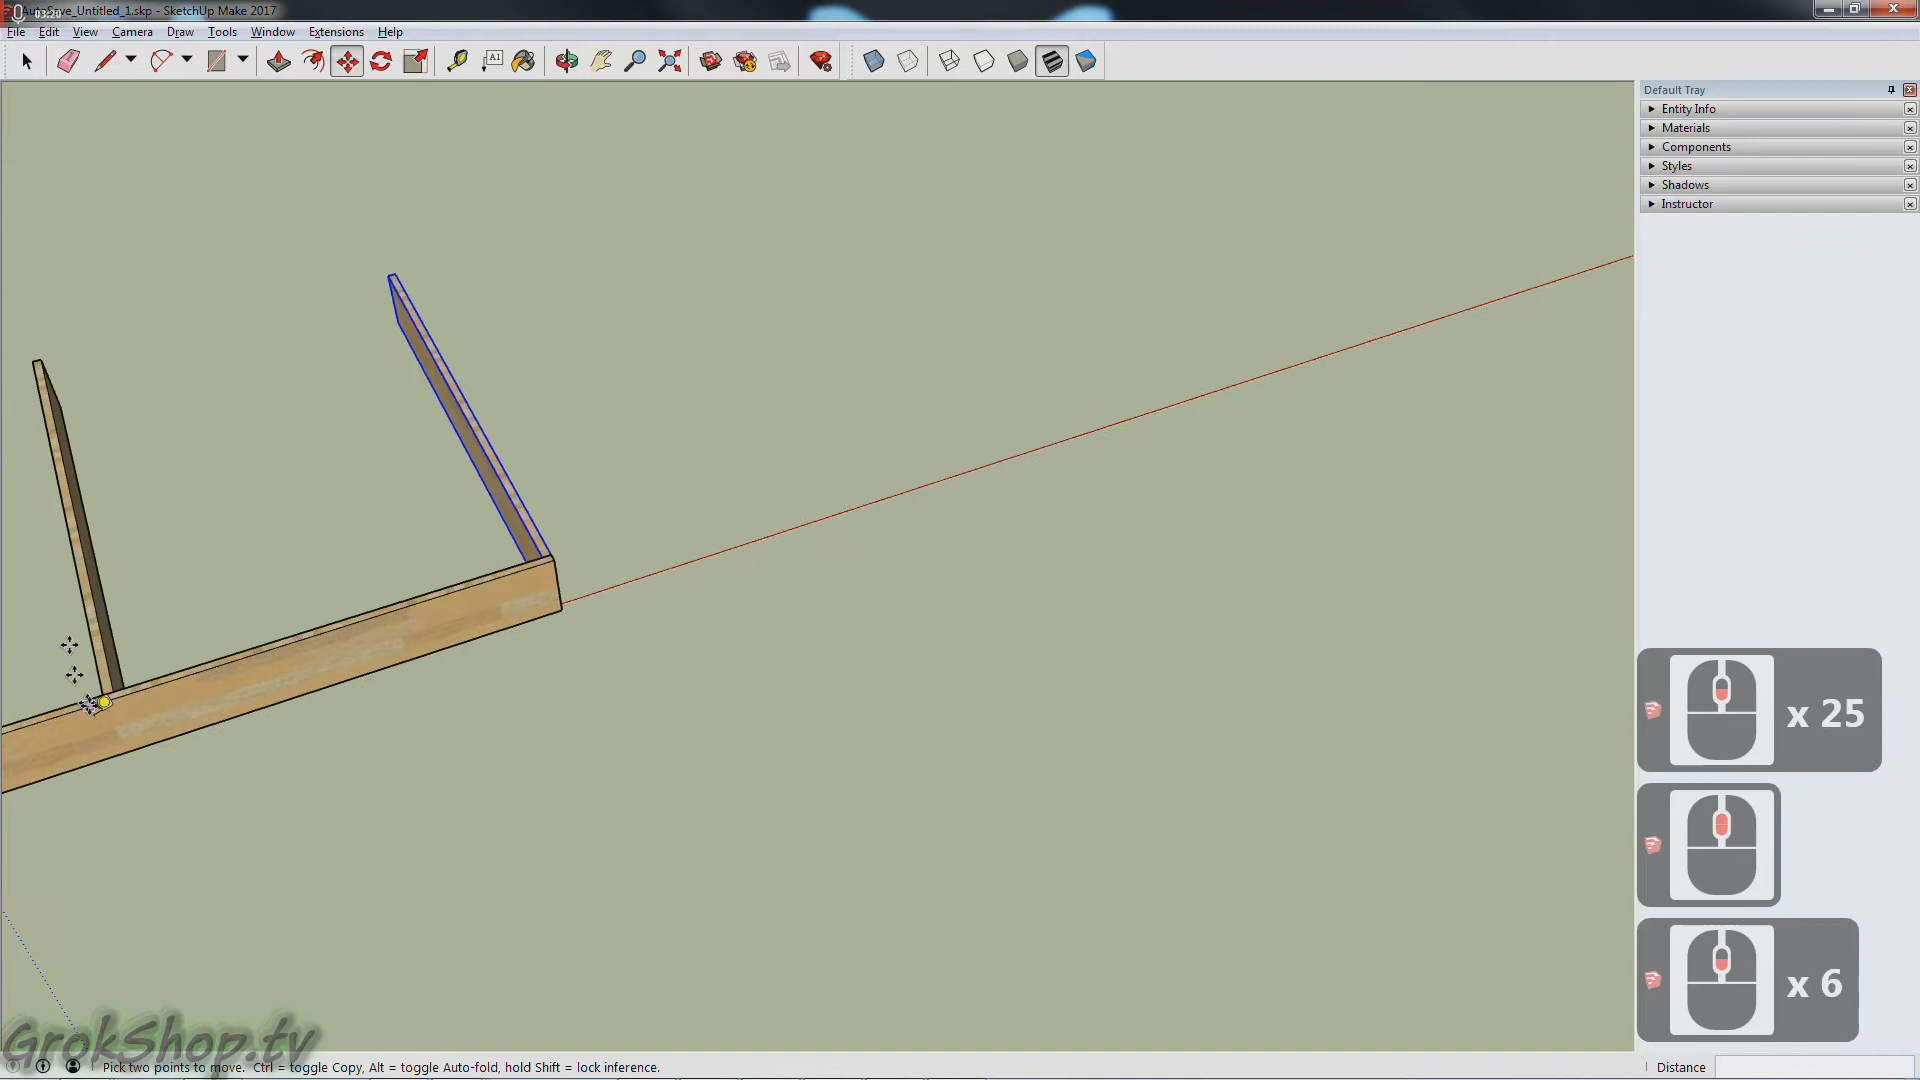 AutoSave_Untitled_1.skp - SketchUp Make 2017
File Edit View Camera Draw Tools Window Extensions Help
A1
Default Tray
Entity Info
Materials
Components
Styles
Shadows
Instructor
x 25
x 6
GrokShop.tv
Pick two points to move. Ctrl = toggle Copy, Alt = toggle Auto-fold, hold Shift = lock inference.
Distance